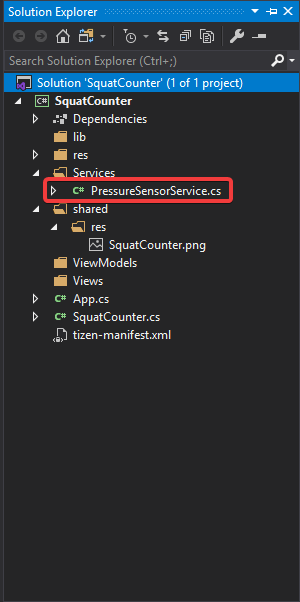 Solution Explorer
Search Solution Explorer (Ctrl+;)
Solution 'SquatCounter' (1 of 1 project)
C# SquatCounter
Dependencies
lib
res
Services
C# PressureSensorService.cs
shared
res
SquatCounter.png
ViewModels
Views
C# App.cs
C# SquatCounter.cs
tizen-manifest.xml